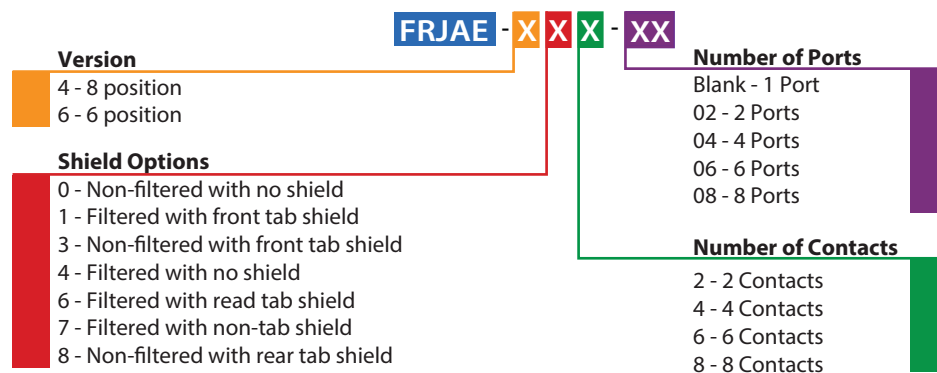 FRJAE - X X X - XX
Version
4 - 8 position
6 - 6 position
Shield Options
0 - Non-filtered with no shield
1 - Filtered with front tab shield
3 - Non-filtered with front tab shield
4 - Filtered with no shield
6 - Filtered with read tab shield
7 - Filtered with non-tab shield
8 - Non-filtered with rear tab shield
Number of Ports
Blank - 1 Port
02 - 2 Ports
04 - 4 Ports
06 - 6 Ports
08 - 8 Ports
Number of Contacts
2 - 2 Contacts
4 - 4 Contacts
6 - 6 Contacts
8 - 8 Contacts